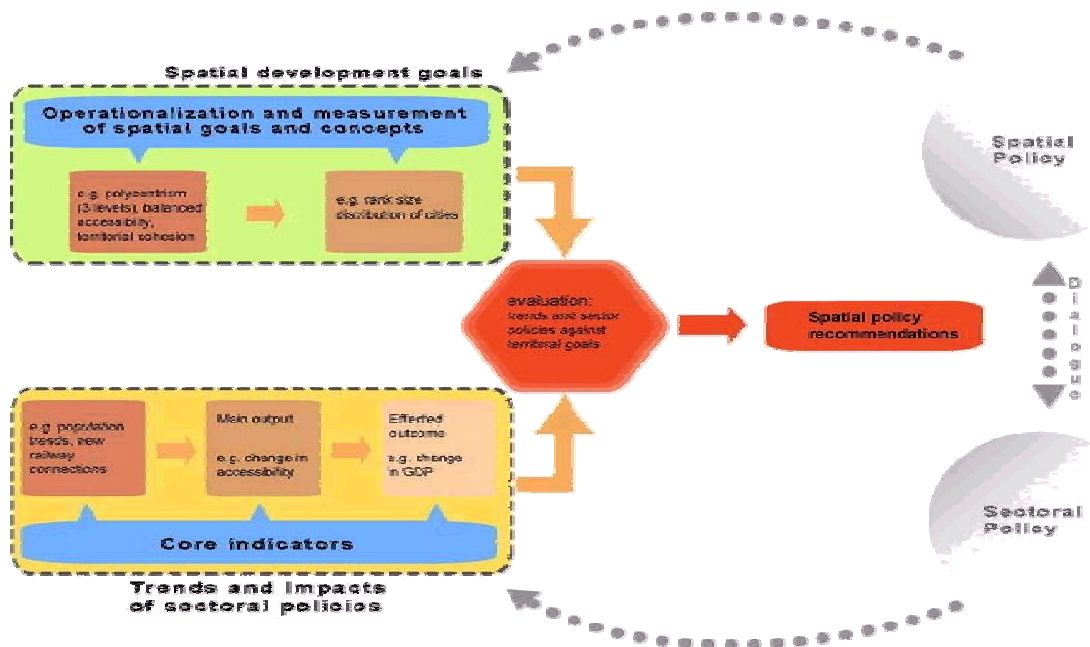 Spatial development goals
Operationalization and measurement
of spatial goals and concepts
e.g. polycentrism
(3 levels), balanced
accessibility,
territorial cohesion
e.g. rank size
distribution of cities
Spatial
Policy
evaluation:
trends and sector
policies against
territorial goals
Spatial policy
recommendations
Dialogue
e.g. population
trends, new
railway
connections
Main output
e.g. change in
accessibility
Effected
outcome
e.g. change
in GDP
Core indicators
Sectoral
Policy
Trends and Impacts
of sectoral policies